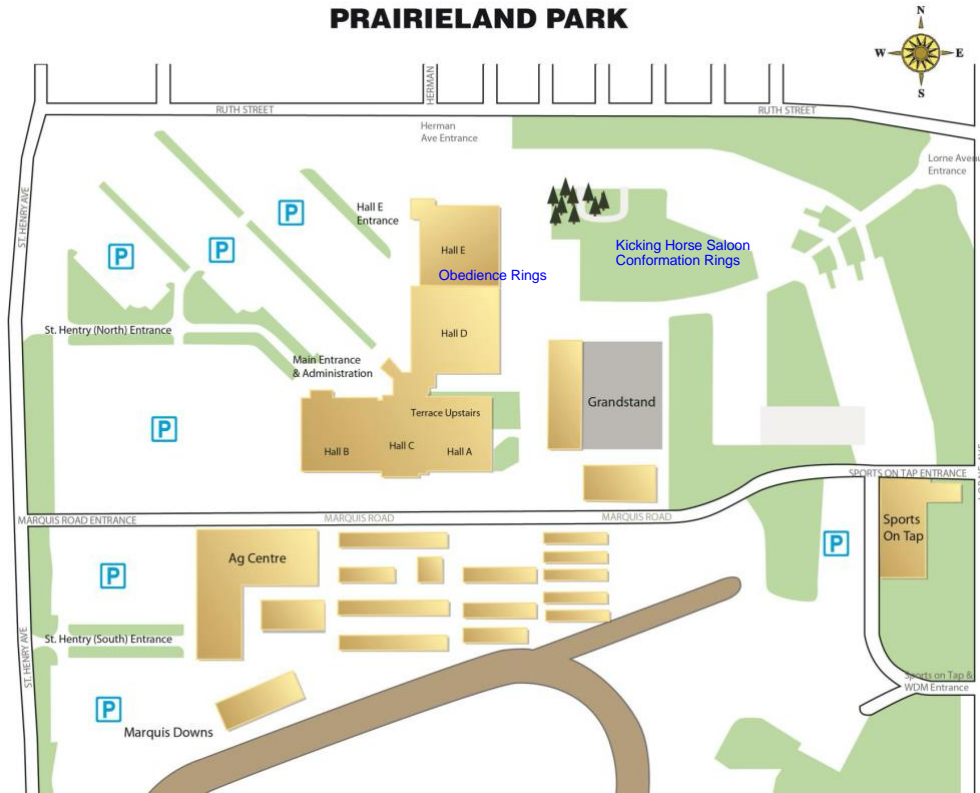 PRAIRIELAND PARK
N
W E
S
HERMAN
RUTH STREET
RUTH STREET
Herman
Ave Entrance
Lorne Aven
Entrance
ST. HENRY AVE
P
Hall E
Entrance
P
P
Hall E
Kicking Horse Saloon
Conformation Rings
Obedience Rings
St. Hentry (North) Entrance
Hall D
Main Entrance
& Administration
Grandstand
Terrace Upstairs
P
Hall B
Hall C
Hall A
SPORTS ON TAP ENTRANCE
MARQUIS ROAD ENTRANCE
MARQUIS ROAD
MARQUIS ROAD
Sports
On Tap
P
Ag Centre
P
St. Hentry (South) Entrance
ST. HENRY AVE
Sports on Tap &
WDM Entrance
P
Marquis Downs